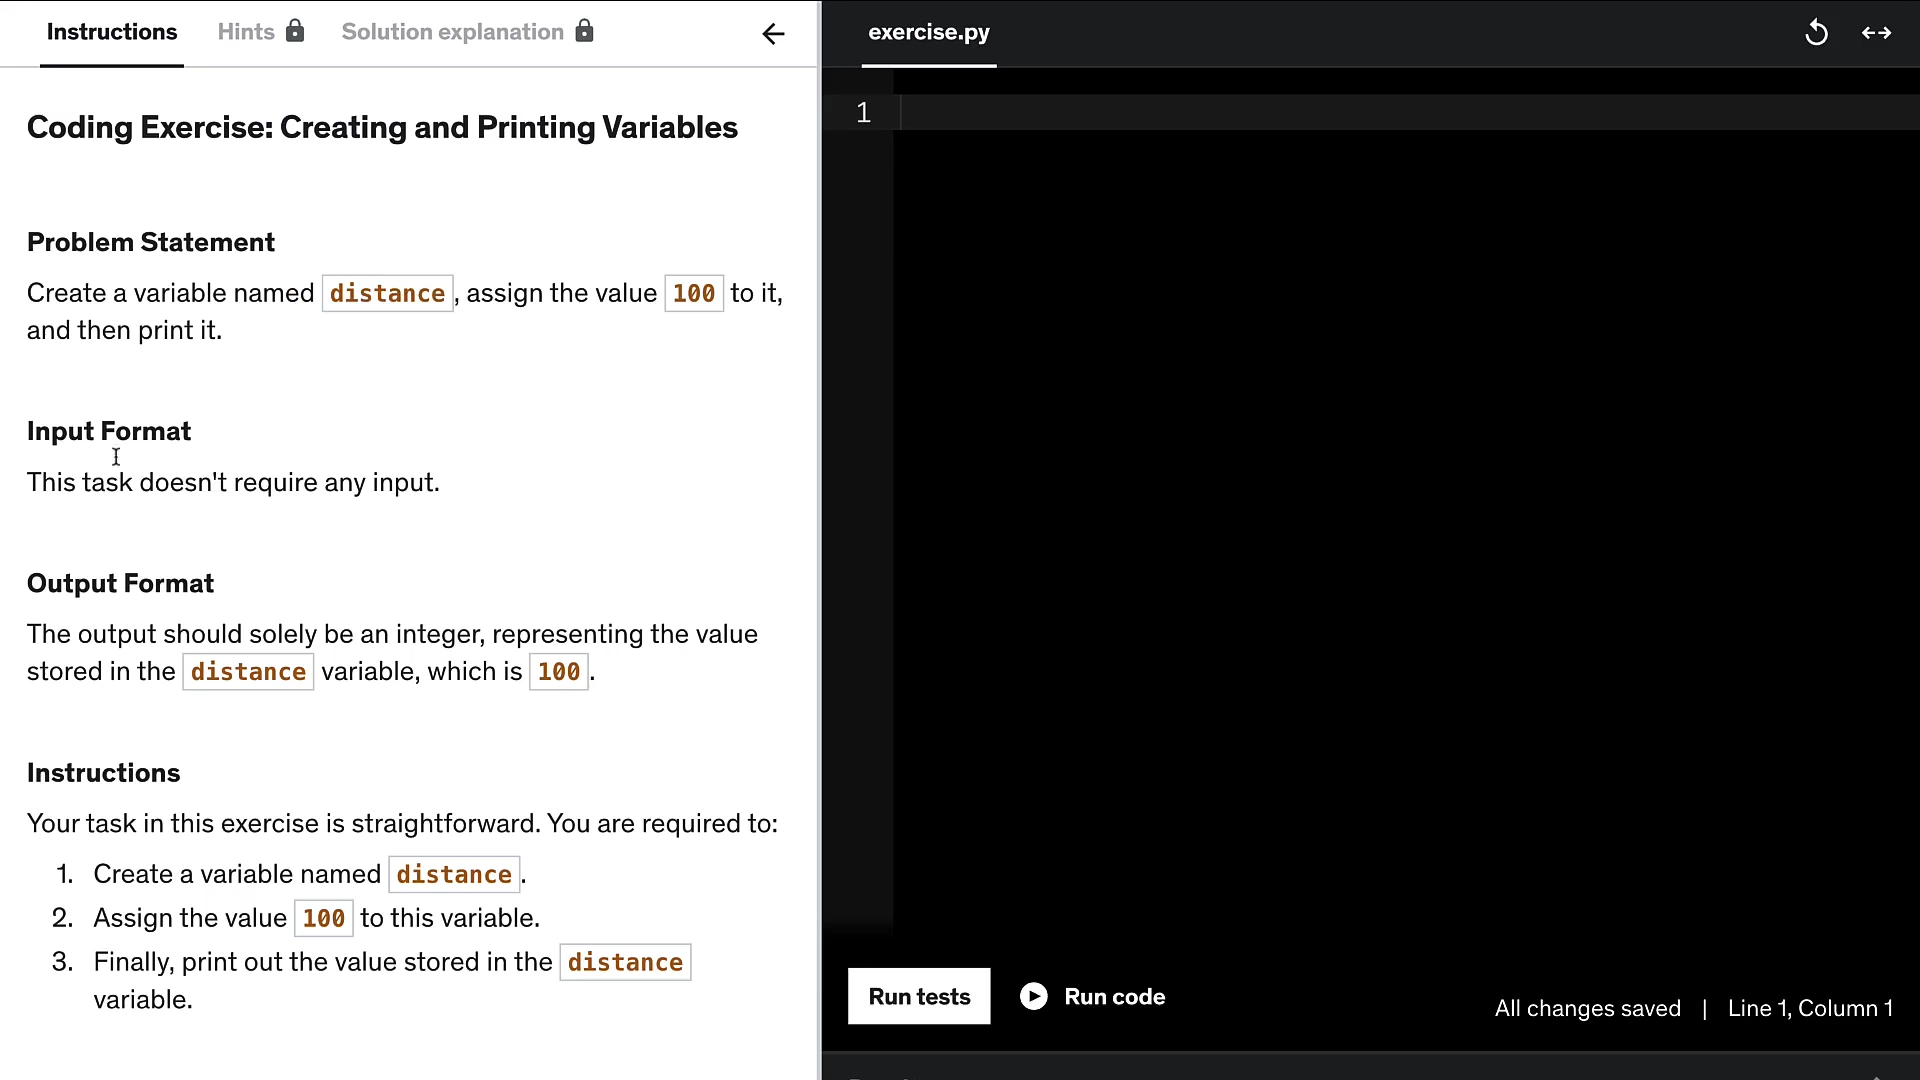 Instructions Hints Solution explanation
exercise.py
Coding Exercise: Creating and Printing Variables
Problem Statement
Create a variable named distance, assign the value 100 to it,
and then print it.
Input Format
This task doesn't require any input.
Output Format
The output should solely be an integer, representing the value
stored in the distance variable, which is 100.
Instructions
Your task in this exercise is straightforward. You are required to:
1. Create a variable named distance.
2. Assign the value 100 to this variable.
3. Finally, print out the value stored in the distance
variable.
1
Run tests Run code
All changes saved | Line 1, Column 1